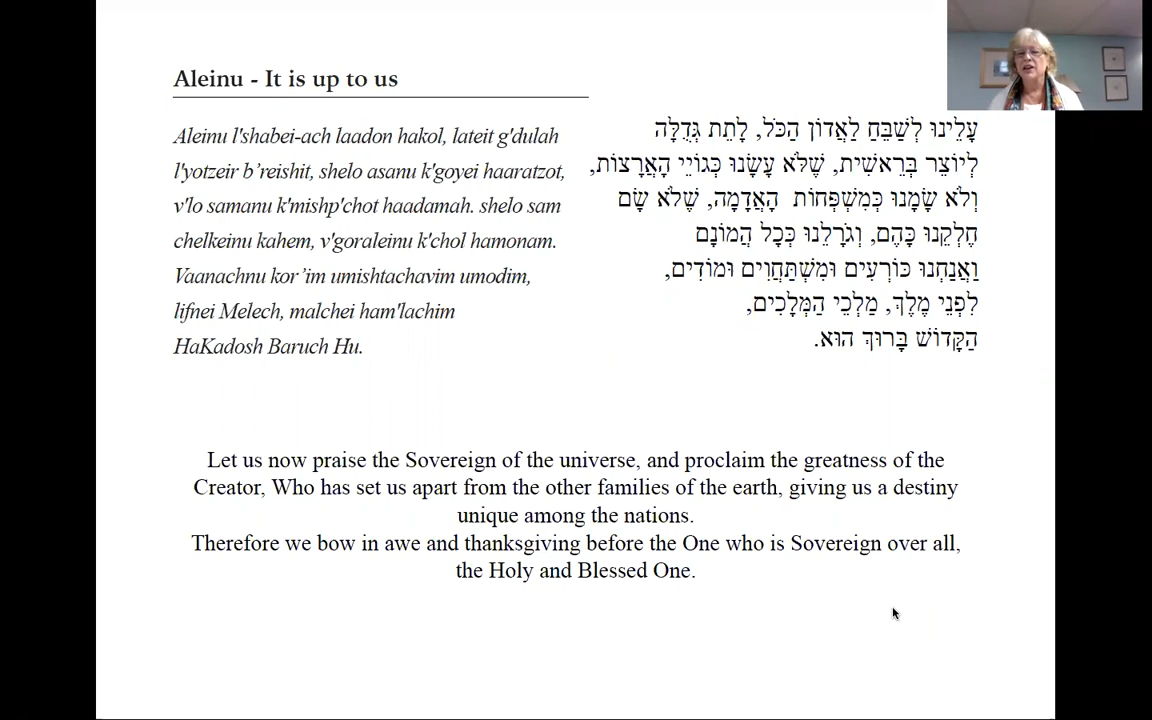 Aleinu - It is up to us
Aleinu l'shabei-ach laadon hakol, lateit g'dulah
l'yotzeir b’reishit, shelo asanu k'goyei haaratzot,
v'lo samanu k'mishp'chot haadamah. shelo sam
chelkeinu kahem, v'goraleinu k'chol hamonam.
Vaanachnu kor’im umishtachavim umodim,
lifnei Melech, malchei ham'lachim
HaKadosh Baruch Hu.
עָלֵינוּ לְשַׁבֵּחַ לַאֲדוֹן הַכֹּל, לָתֵת גְּדֻלָּה
לְיוֹצֵר בְּרֵאשִׁית, שֶׁלֹּא עָשָׂנוּ כְּגוֹיֵי הָאֲרָצוֹת,
וְלֹא שָׂמָנוּ כְּמִשְׁפְּחוֹת הָאֲדָמָה, שֶׁלֹּא שָׂם
חֶלְקֵנוּ כָּהֶם, וְגֹרָלֵנוּ כְּכָל הֲמוֹנָם
וַאֲנַחְנוּ כּוֹרְעִים וּמִשְׁתַּחֲוִים וּמוֹדִים,
לִפְנֵי מֶלֶךְ, מַלְכֵי הַמְּלָכִים,
הַקָּדוֹשׁ בָּרוּךְ הוּא.
Let us now praise the Sovereign of the universe, and proclaim the greatness of the
Creator, Who has set us apart from the other families of the earth, giving us a destiny
unique among the nations.
Therefore we bow in awe and thanksgiving before the One who is Sovereign over all,
the Holy and Blessed One.